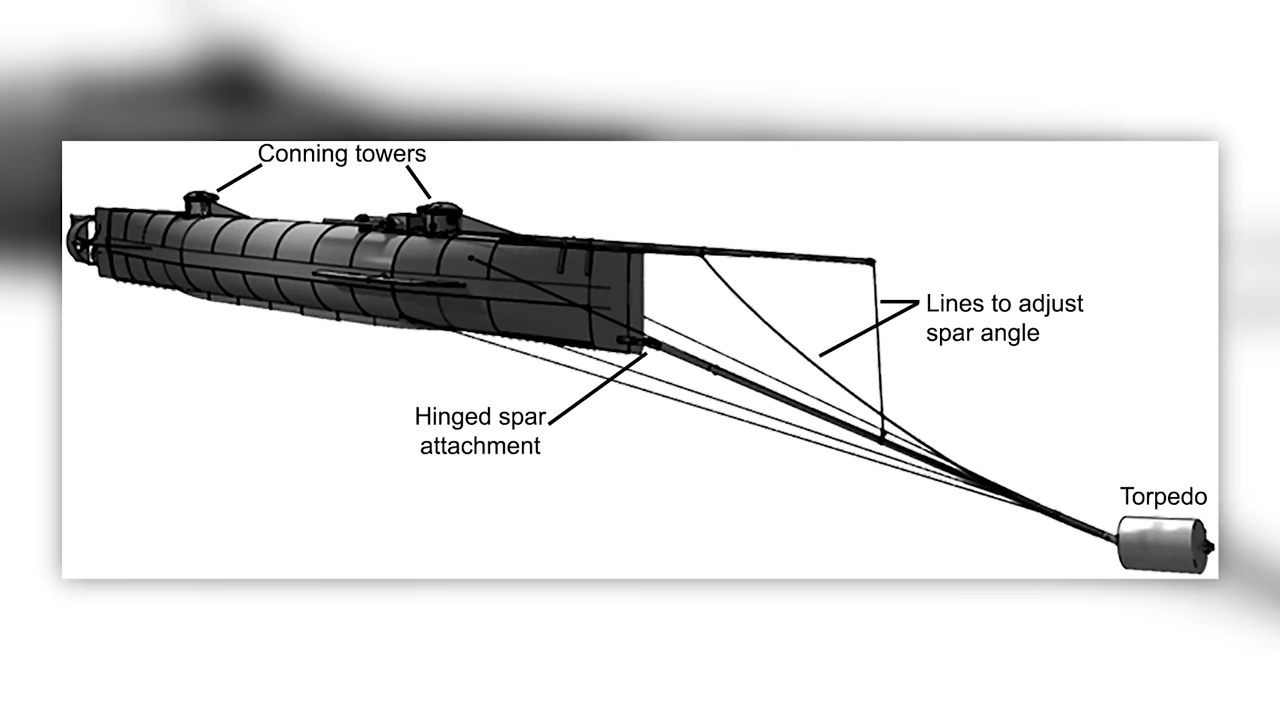 Conning towers
Lines to adjust
spar angle
Hinged spar
attachment
Torpedo